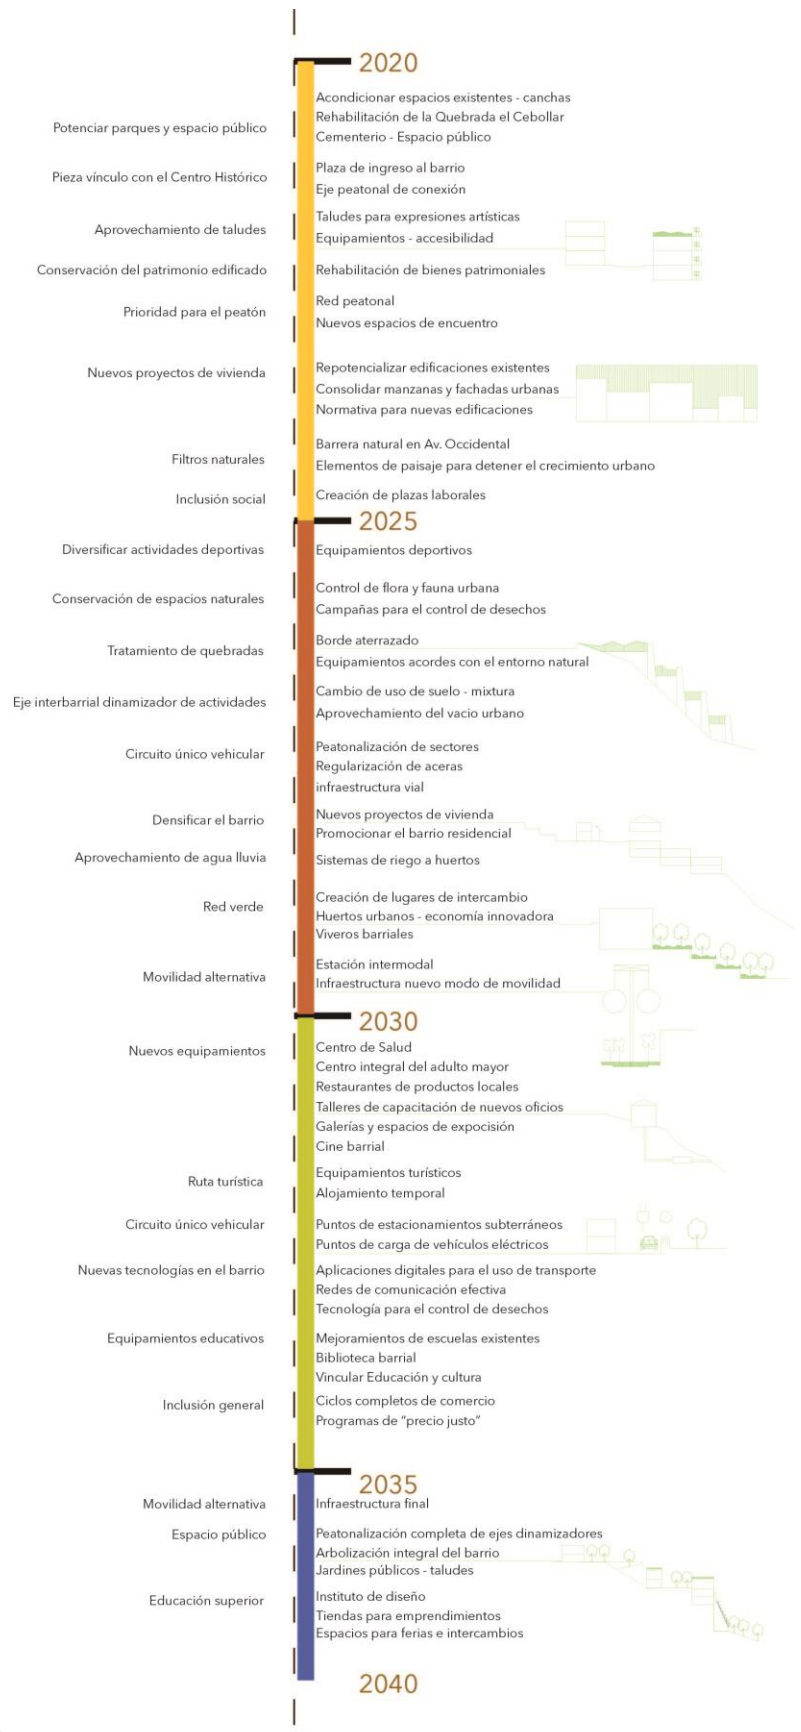 2020
Acondicionar espacios existentes - canchas
Potenciar parques y espacio público
Rehabilitación de la Quebrada el Cebollar
Cementerio - Espacio público
Pieza vínculo con el Centro Histórico
Plaza de ingreso al barrio
Eje peatonal de conexión
Aprovechamiento de taludes
Taludes para expresiones artísticas
Equipamientos - accesibilidad
Conservación del patrimonio edificado
Rehabilitación de bienes patrimoniales
Prioridad para el peatón
Red peatonal
Nuevos espacios de encuentro
Nuevos proyectos de vivienda
Repotencializar edificaciones existentes
Consolidar manzanas y fachadas urbanas
Normativa para nuevas edificaciones
Filtros naturales
Barrera natural en Av. Occidental
Elementos de paisaje para detener el crecimiento urbano
Inclusión social
Creación de plazas laborales
2025
Diversificar actividades deportivas
Equipamientos deportivos
Conservación de espacios naturales
Control de flora y fauna urbana
Campañas para el control de desechos
Tratamiento de quebradas
Borde aterrazado
Equipamientos acordes con el entorno natural
Eje interbarrial dinamizador de actividades
Cambio de uso de suelo - mixtura
Aprovechamiento del vacio urbano
Circuito único vehicular
Peatonalización de sectores
Regularización de aceras
infraestructura vial
Densificar el barrio
Nuevos proyectos de vivienda
Promocionar el barrio residencial
Aprovechamiento de agua lluvia
Sistemas de riego a huertos
Red verde
Creación de lugares de intercambio
Huertos urbanos - economía innovadora
Viveros barriales
Movilidad alternativa
Estación intermodal
Infraestructura nuevo modo de movilidad
2030
Nuevos equipamientos
Centro de Salud
Centro integral del adulto mayor
Restaurantes de productos locales
Talleres de capacitación de nuevos oficios
Galerías y espacios de expocisión
Cine barrial
Ruta turística
Equipamientos turísticos
Alojamiento temporal
Circuito único vehicular
Puntos de estacionamientos subterráneos
Puntos de carga de vehículos eléctricos
Nuevas tecnologías en el barrio
Aplicaciones digitales para el uso de transporte
Redes de comunicación efectiva
Tecnología para el control de desechos
Equipamientos educativos
Mejoramientos de escuelas existentes
Biblioteca barrial
Vincular Educación y cultura
Inclusión general
Ciclos completos de comercio
Programas de “precio justo”
2035
Movilidad alternativa
Infraestructura final
Espacio público
Peatonalización completa de ejes dinamizadores
Arbolización integral del barrio
Jardines públicos - taludes
Educación superior
Instituto de diseño
Tiendas para emprendimientos
Espacios para ferias e intercambios
2040